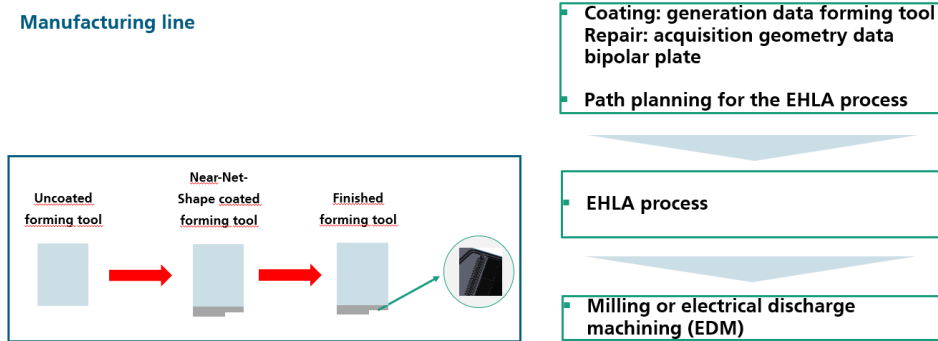 Manufacturing line
Uncoated
forming tool
Near-Net-
Shape coated
forming tool
Finished
forming tool
Coating: generation data forming tool
Repair: acquisition geometry data
bipolar plate
Path planning for the EHLA process
EHLA process
Milling or electrical discharge
machining (EDM)